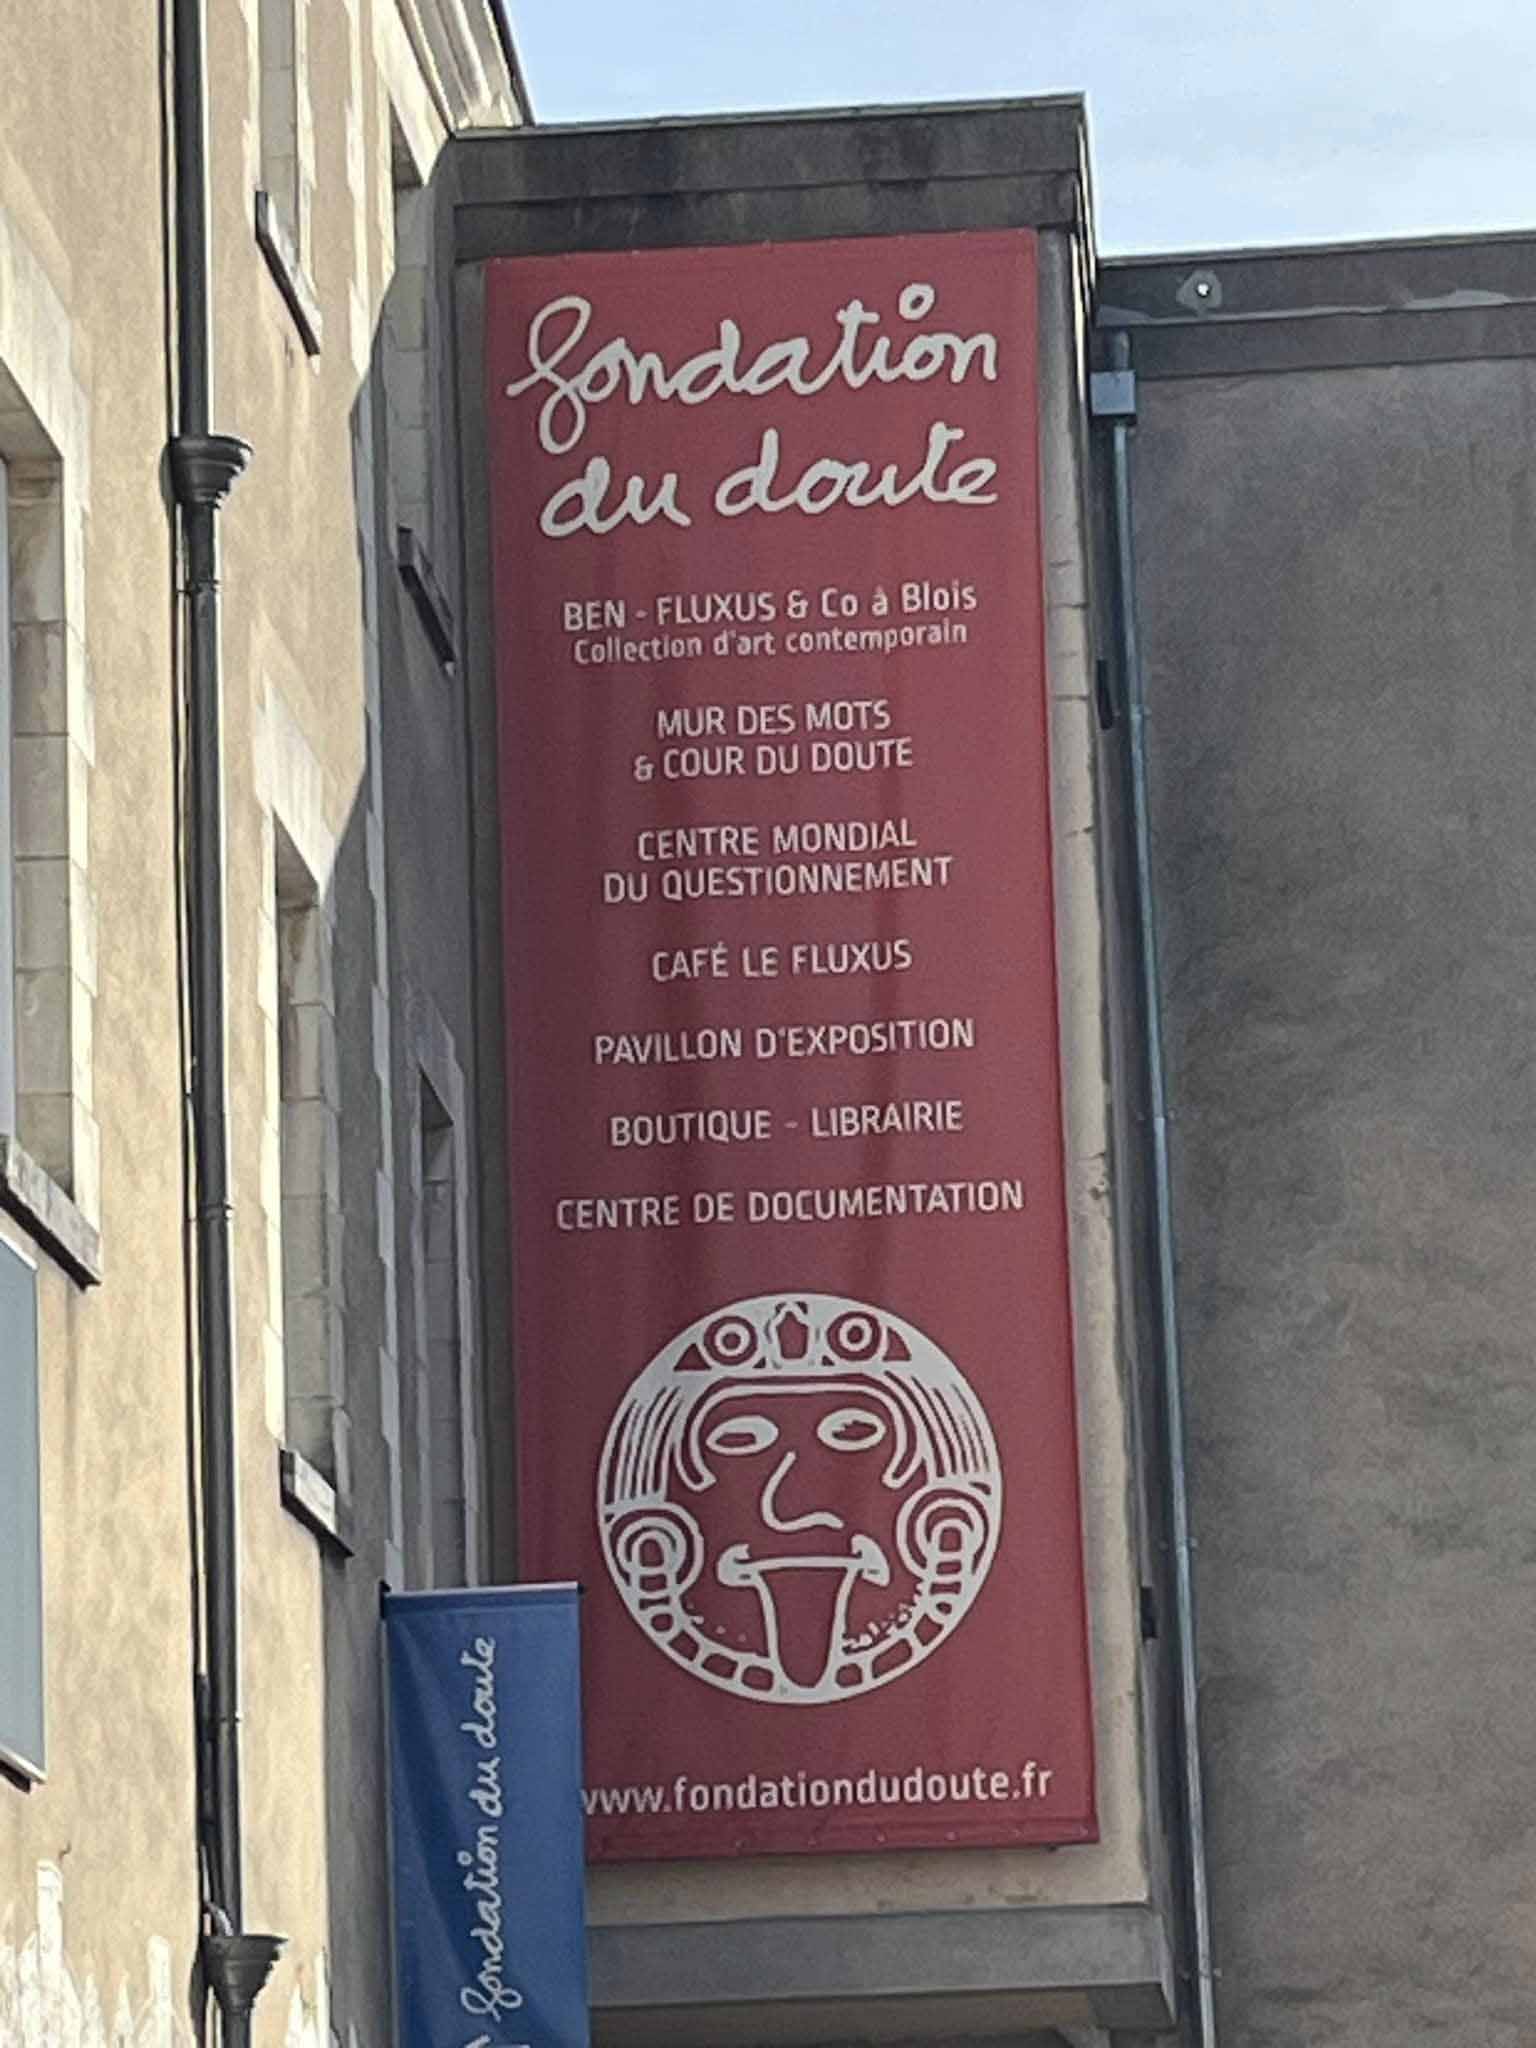 fondation
du doute
BEN - FLUXUS & Co à Blois
Collection d'art contemporain
MUR DES MOTS
& COUR DU DOUTE
CENTRE MONDIAL
DU QUESTIONNEMENT
CAFÉ LE FLUXUS
PAVILLON D'EXPOSITION
BOUTIQUE - LIBRAIRIE
CENTRE DE DOCUMENTATION
www.fondationdudoute.fr
fondation du doute